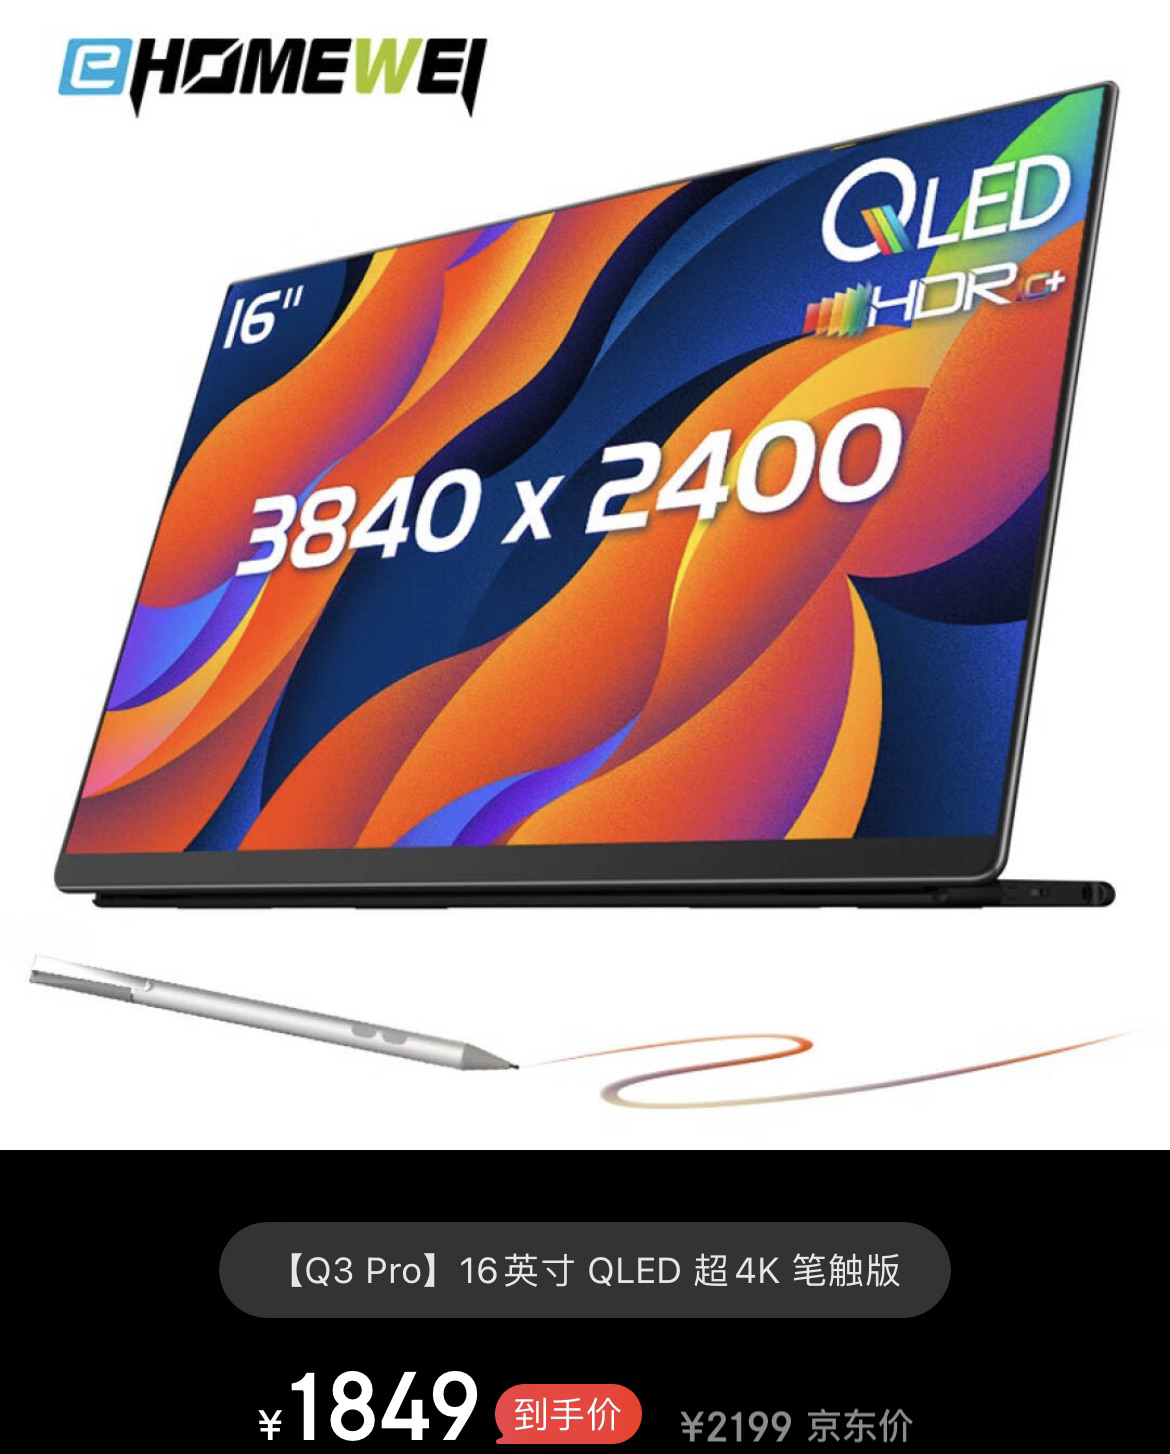 eHOMEWEI
QLED
16"
HDR10+
3840 x 2400
【Q3 Pro】16英寸 QLED 超4K 笔触版
¥1849 到手价 ¥2199 京东价